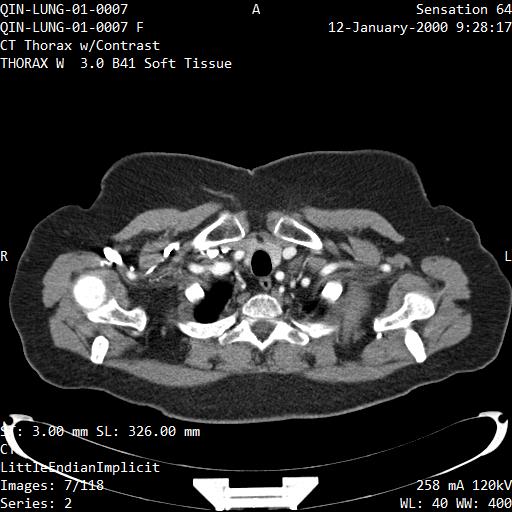 QIN-LUNG-01-0007
A
Sensation 64
QIN-LUNG-01-0007 F
12-January-2000 9:28:17
CT Thorax w/Contrast
THORAX W 3.0 B41 Soft Tissue
R
L
ST: 3.00 mm SL: 326.00 mm
LittleEndianImplicit
Images: 7/118
258 mA 120kV
Series: 2
WL: 40 WW: 400